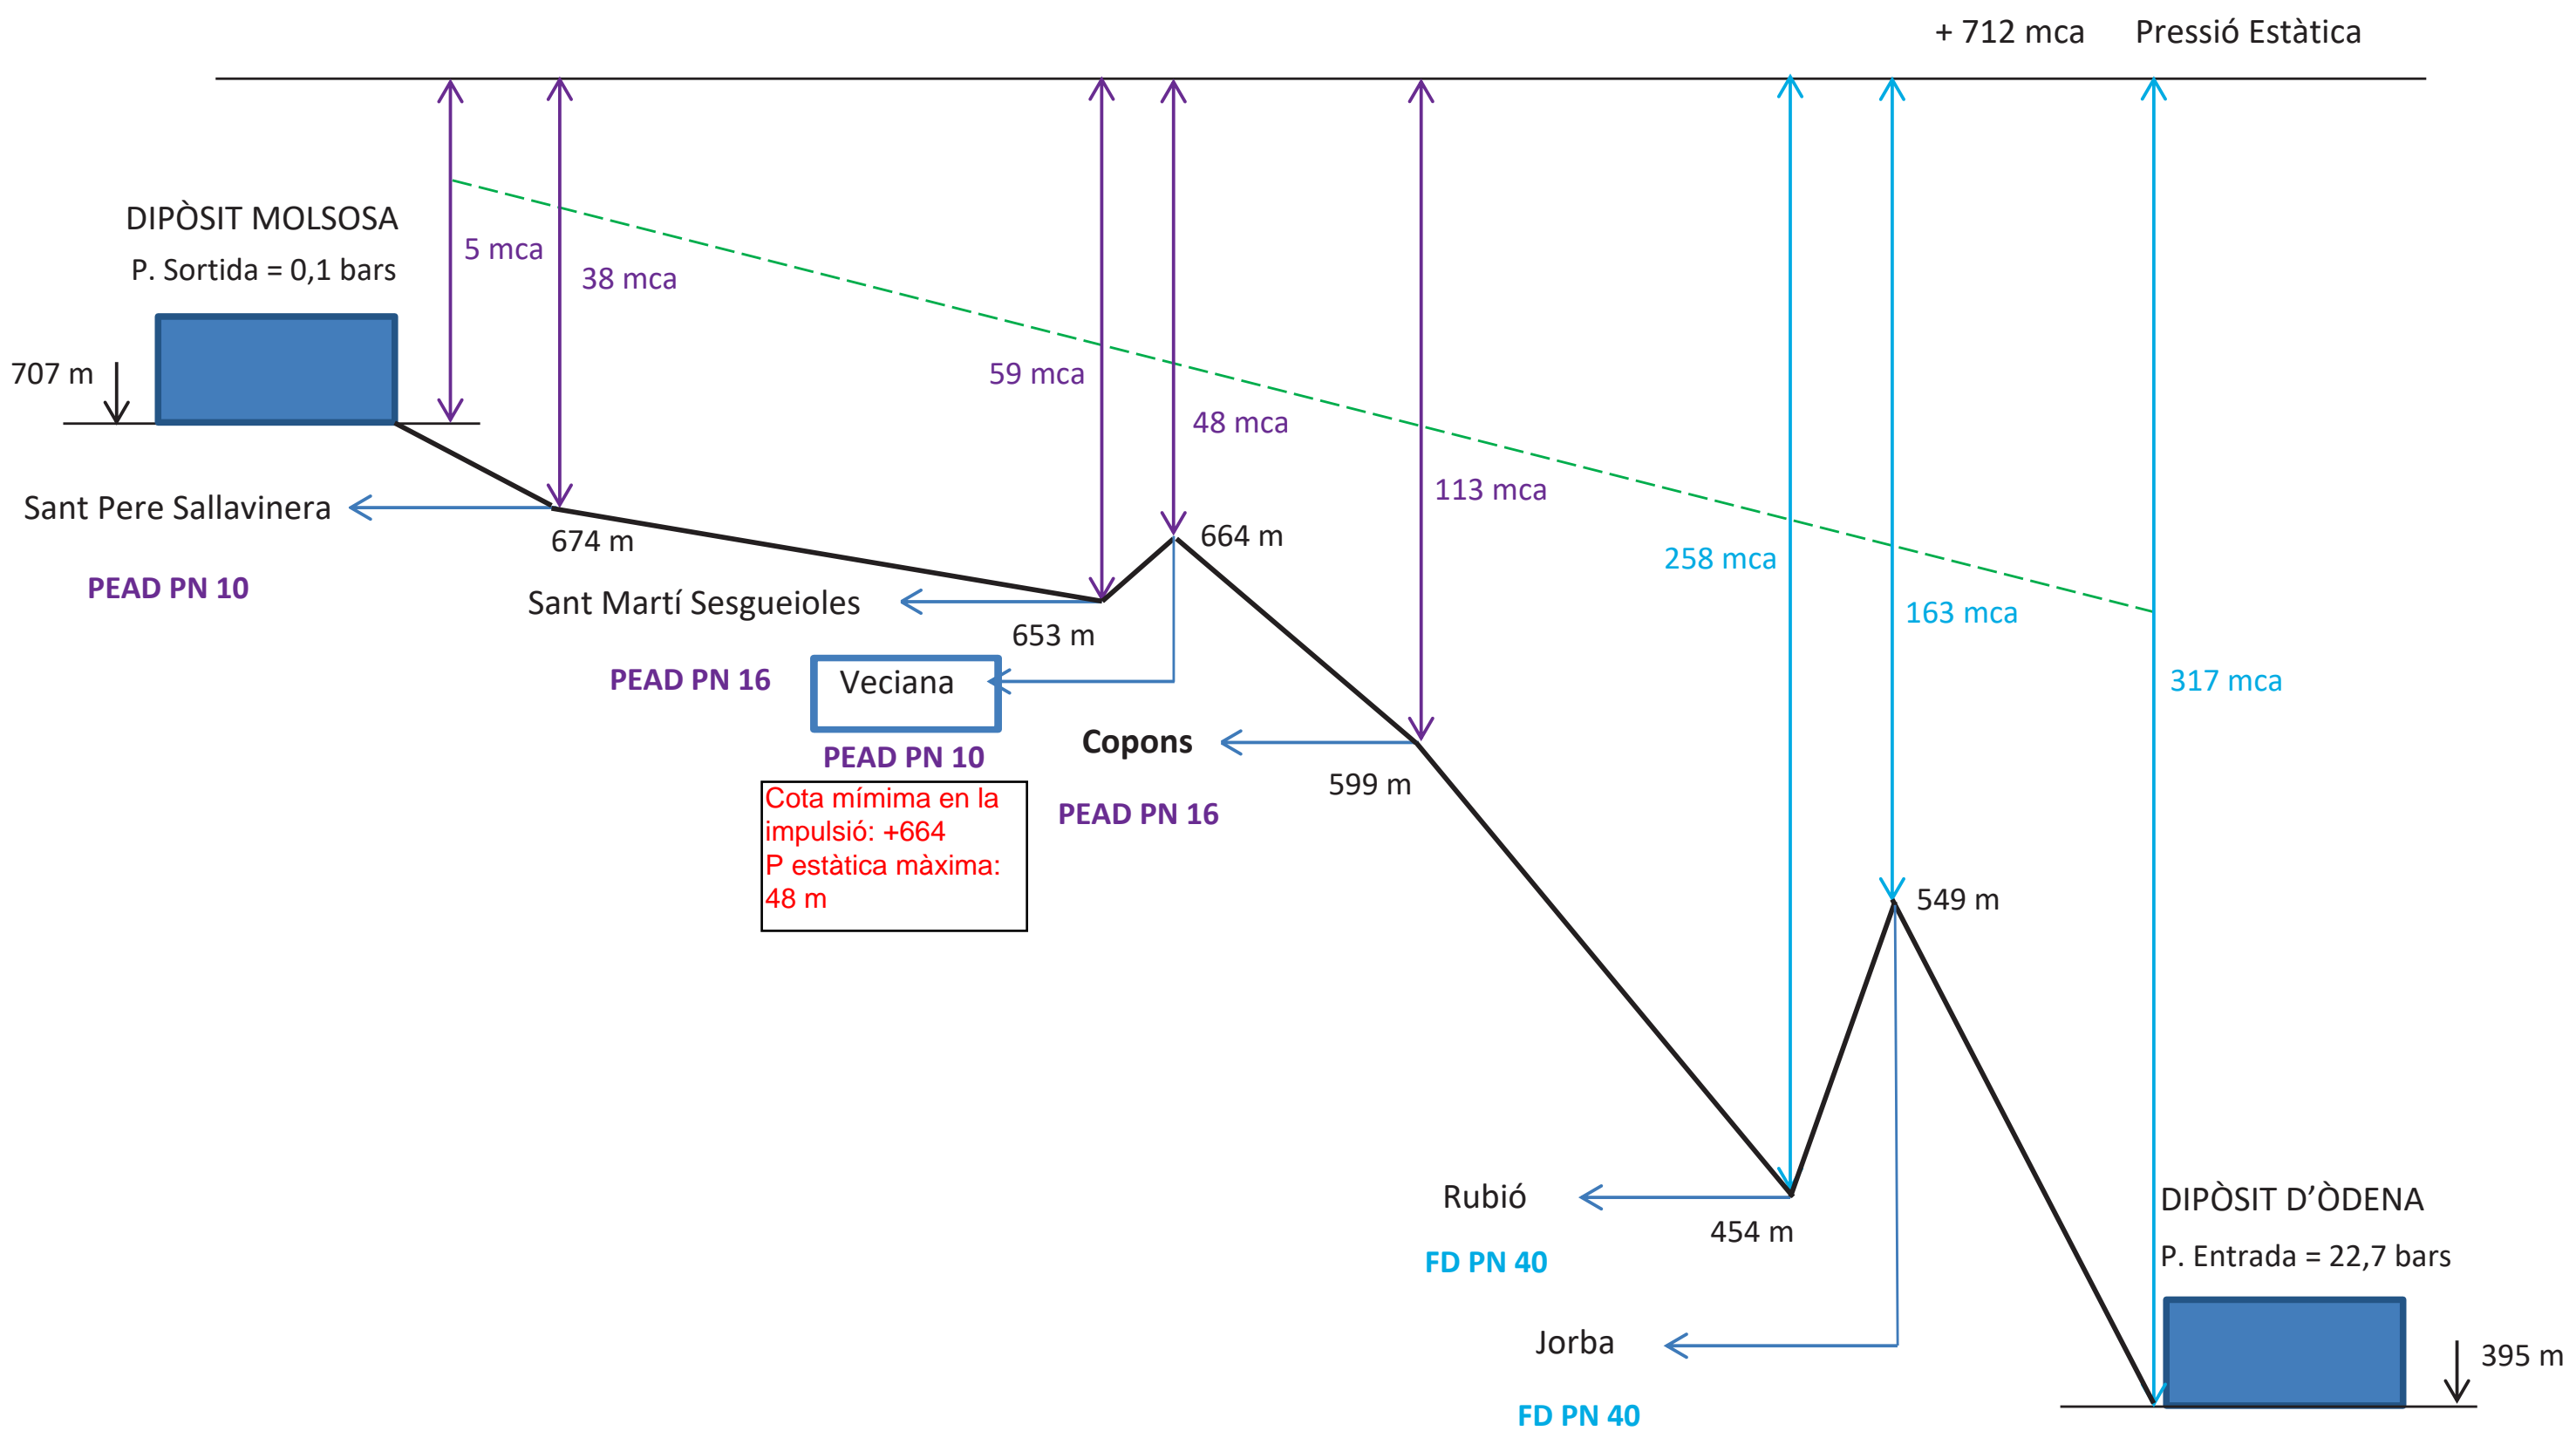 + 712 mca Pressió Estàtica
DIPÒSIT MOLSOSA
P. Sortida = 0,1 bars
5 mca
38 mca
707 m
59 mca
48 mca
113 mca
Sant Pere Sallavinera
674 m
664 m
258 mca
PEAD PN 10
Sant Martí Sesgueioles
653 m
163 mca
PEAD PN 16
Veciana
317 mca
PEAD PN 10
Copons
599 m
Cota mímima en la
impulsió: +664
P estàtica màxima:
48 m
PEAD PN 16
549 m
Rubió
454 m
DIPÒSIT D’ÒDENA
FD PN 40
P. Entrada = 22,7 bars
Jorba
395 m
FD PN 40